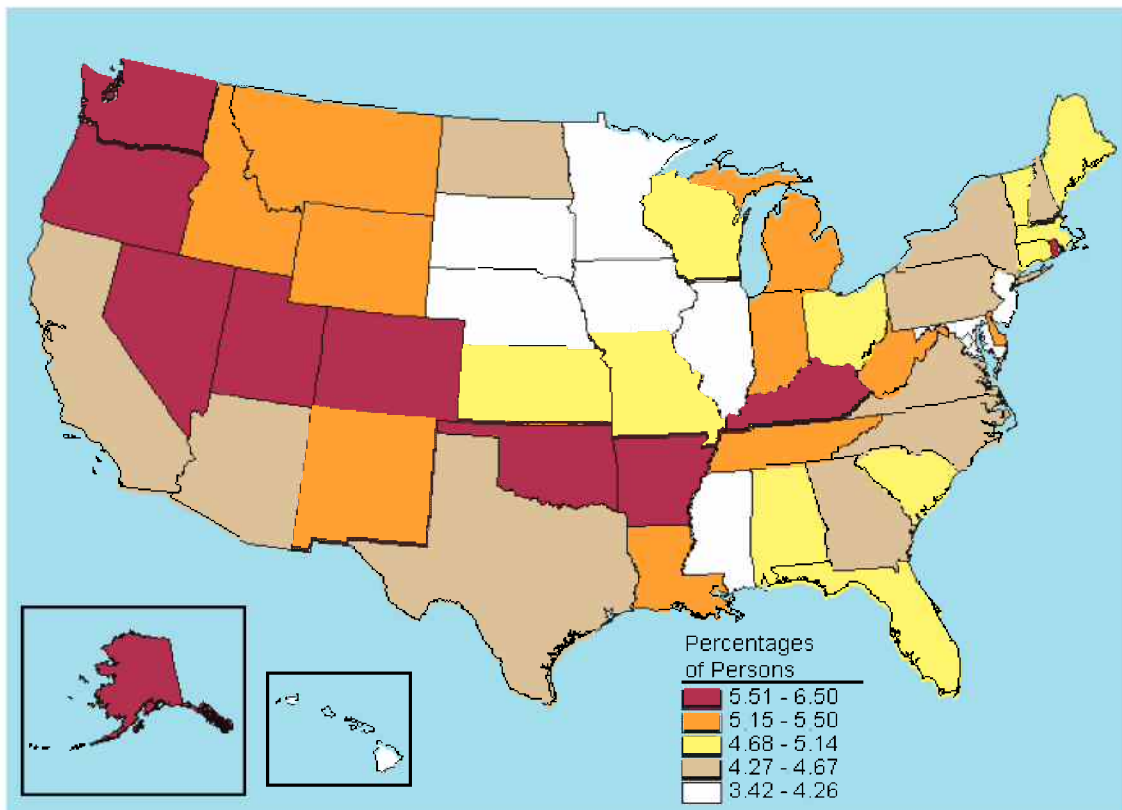 Percentages
of Persons
5.51 - 6.50
5.15 - 5.50
4.68 - 5.14
4.27 - 4.67
3.42 - 4.26